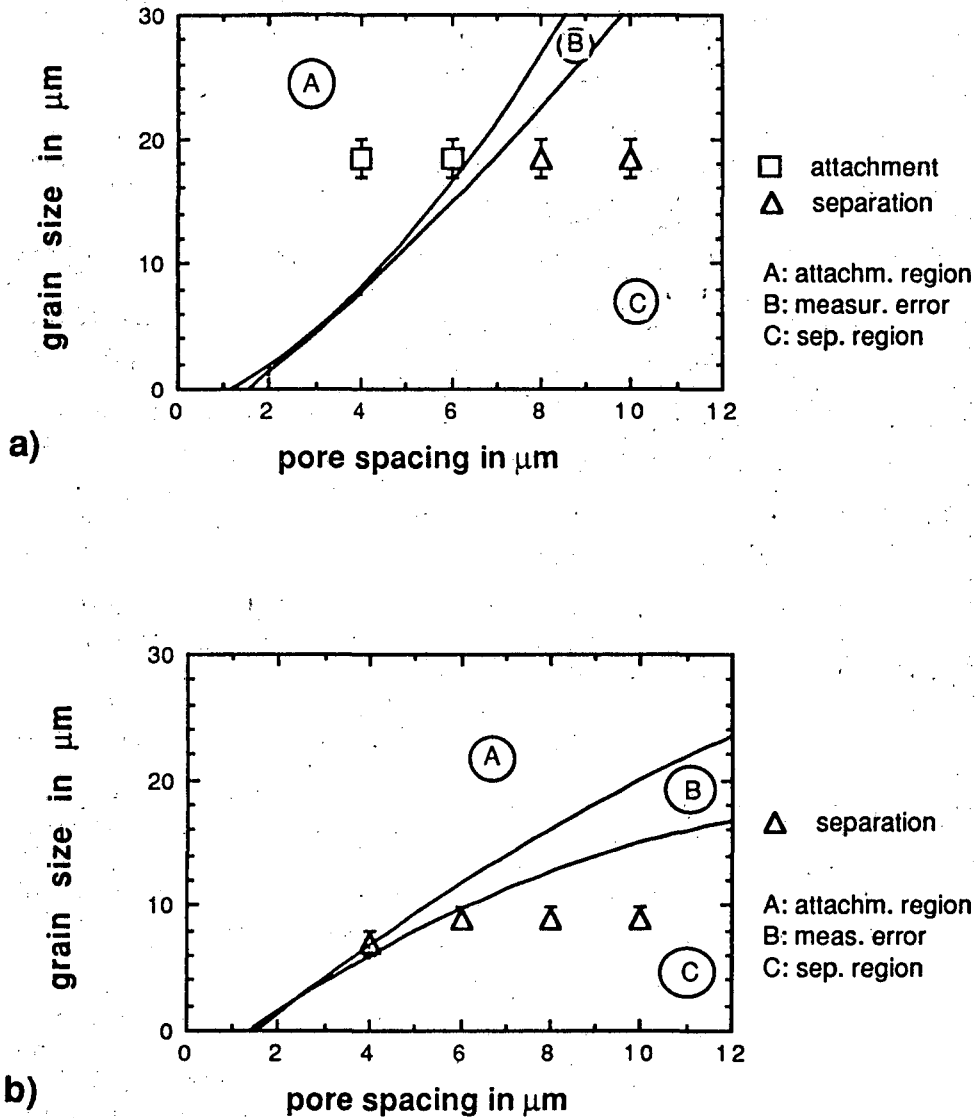 30
20
10
0
grain size in μm
A
B
C
0 2 4 6 8 10 12
pore spacing in μm
a)
attachment
separation
A: attachm. region
B: measur. error
C: sep. region
30
20
10
0
grain size in μm
A
B
C
0 2 4 6 8 10 12
pore spacing in μm
b)
separation
A: attachm. region
B: meas. error
C: sep. region